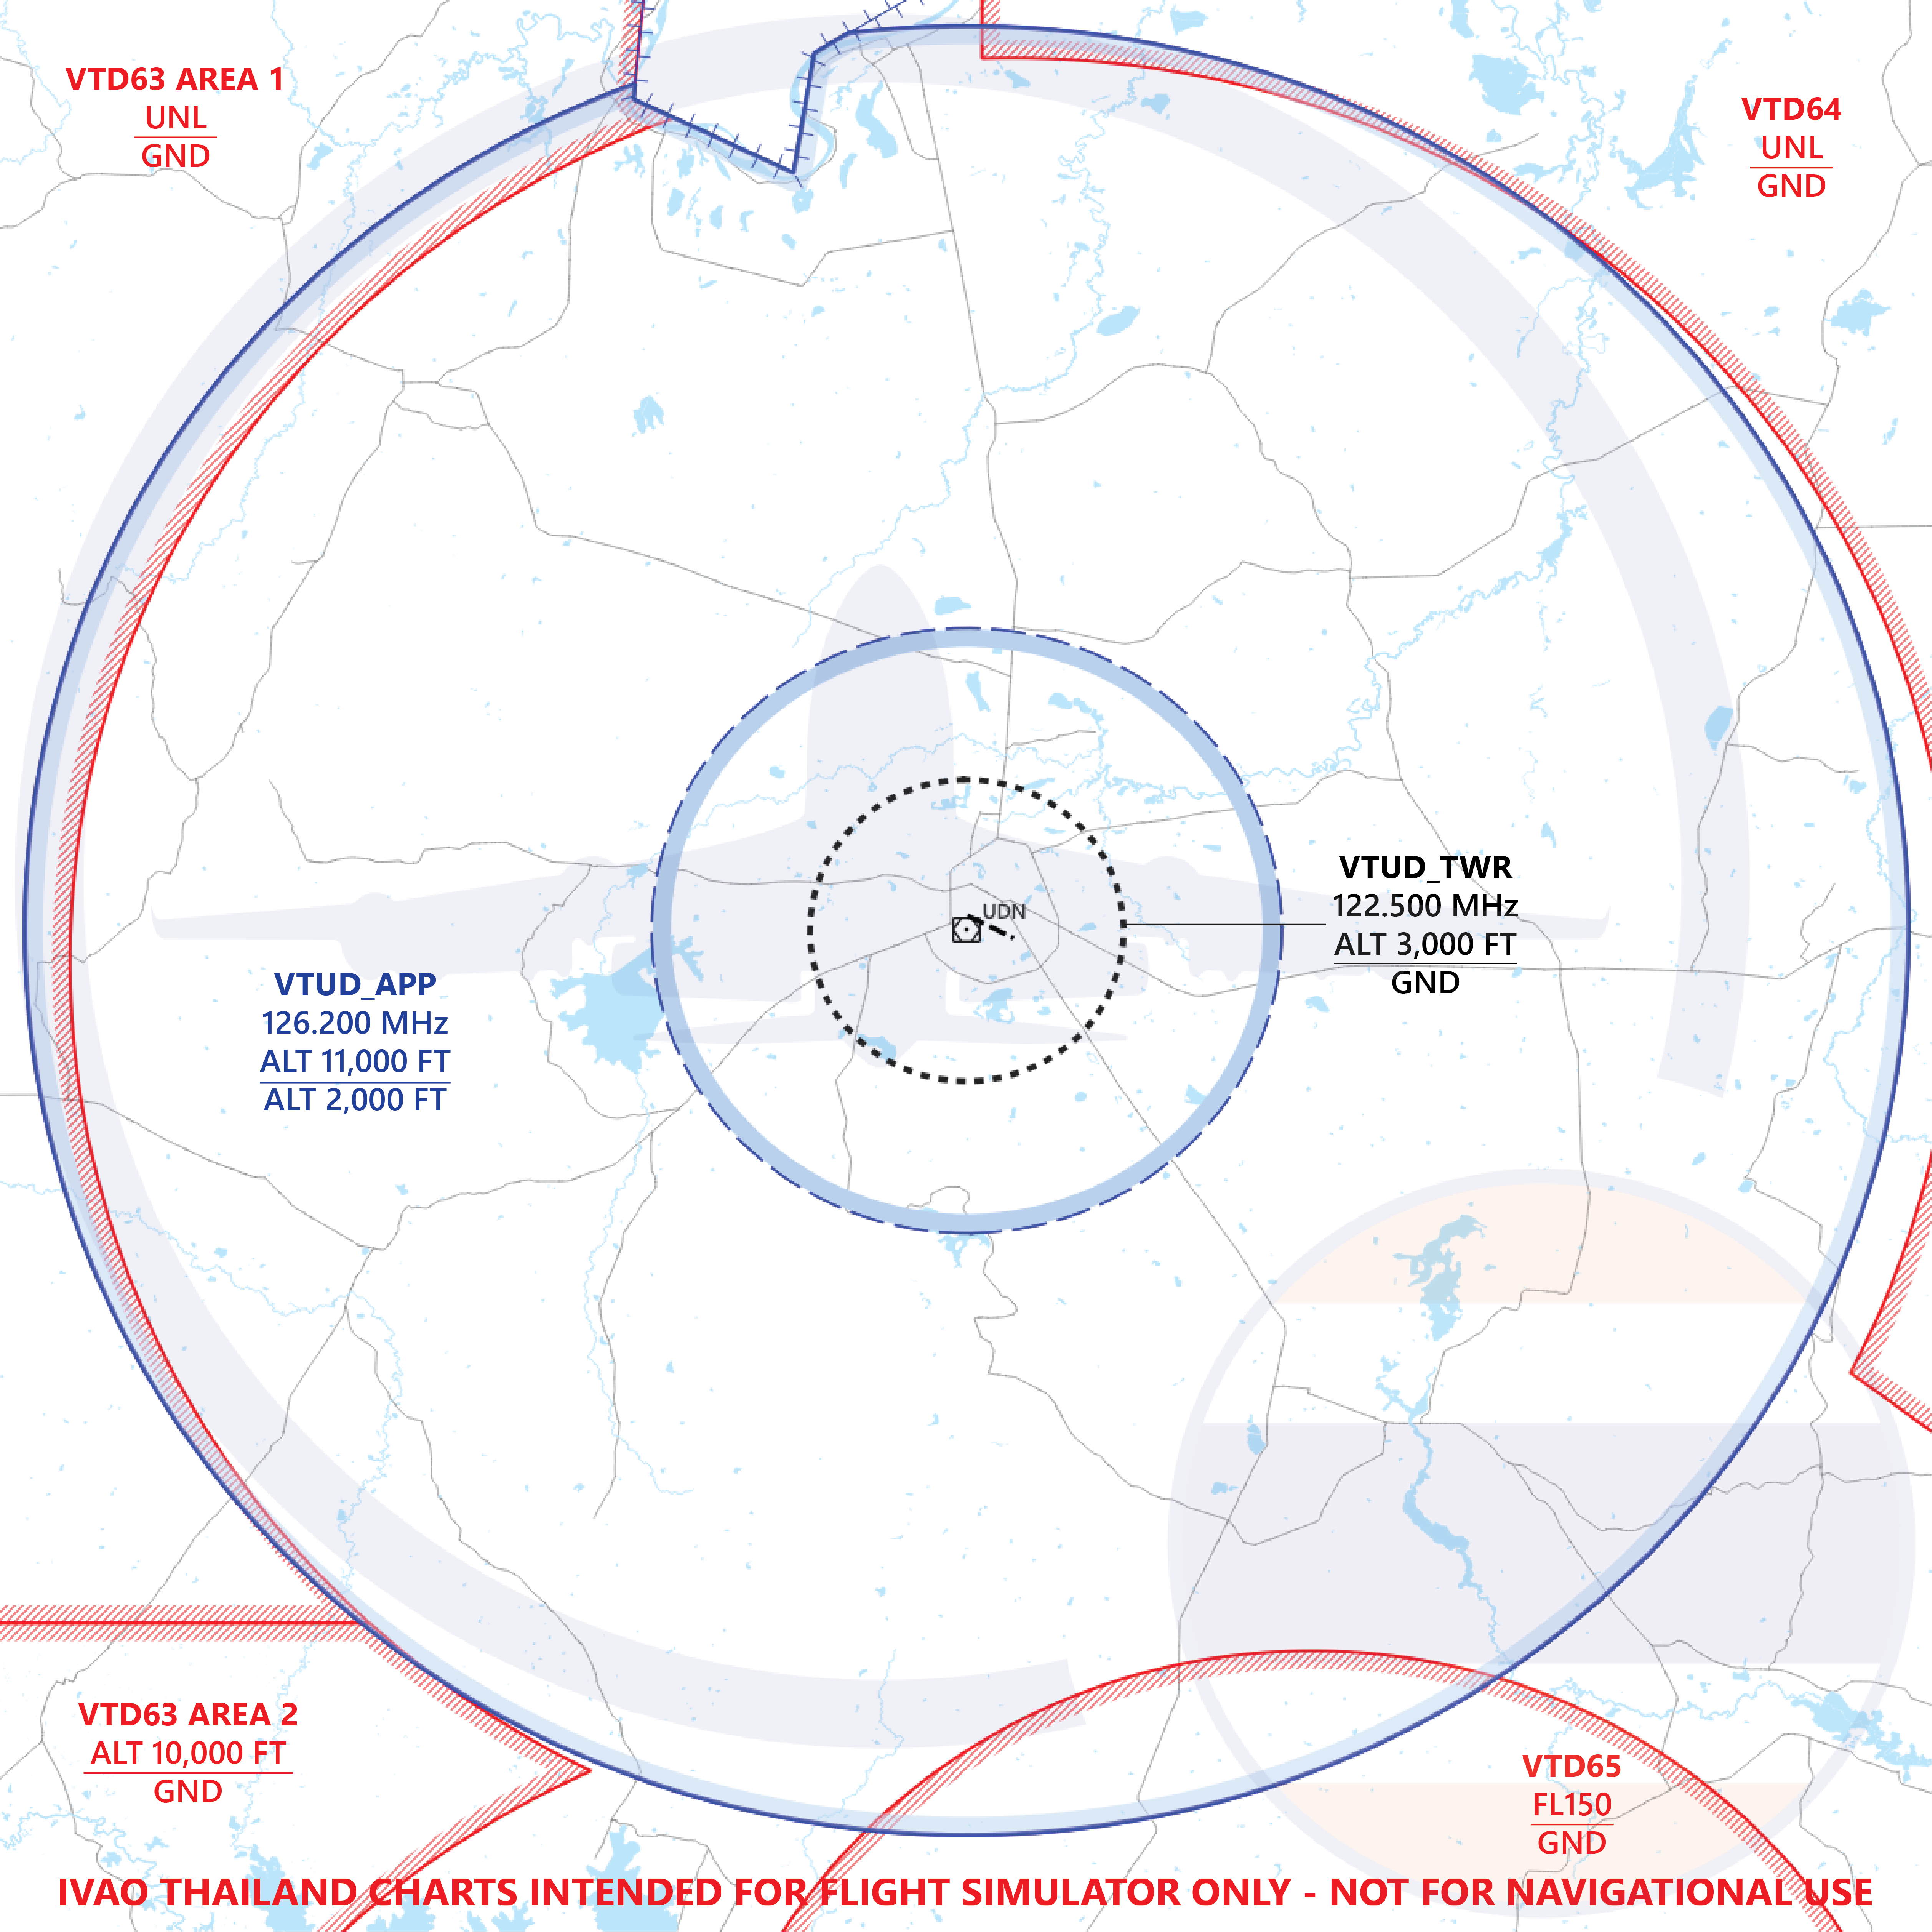 VTD63 AREA 1
UNL
GND
VTD64
UNL
GND
UDN
VTUD_TWR
122.500 MHz
ALT 3,000 FT
GND
VTUD_APP
126.200 MHz
ALT 11,000 FT
ALT 2,000 FT
VTD63 AREA 2
ALT 10,000 FT
GND
VTD65
FL150
GND
IVAO THAILAND CHARTS INTENDED FOR FLIGHT SIMULATOR ONLY - NOT FOR NAVIGATIONAL USE